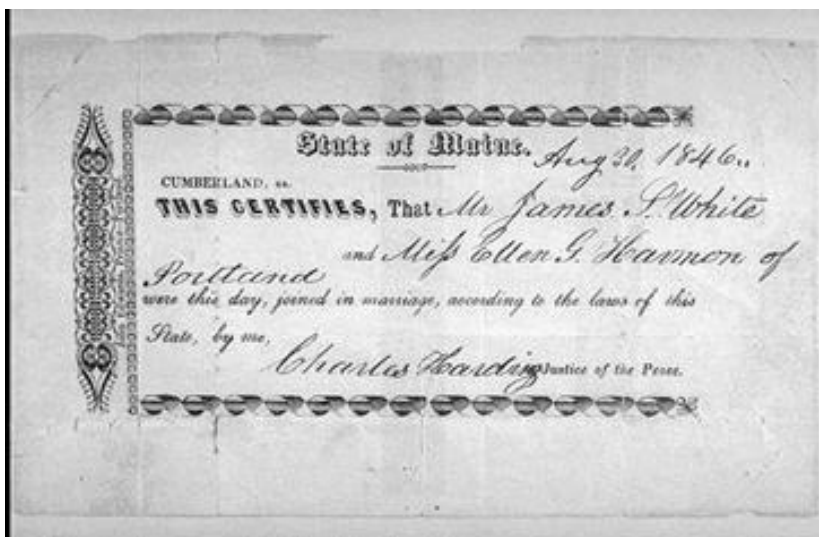 State of Maine. Aug 30, 1846.
CUMBERLAND, ss.
THIS CERTIFIES, That Mr James S. White
and Miss Ellen G. Harmon of
Portland
were this day, joined in marriage, according to the laws of this
State, by me,
Charles Harding Justice of the Peace.